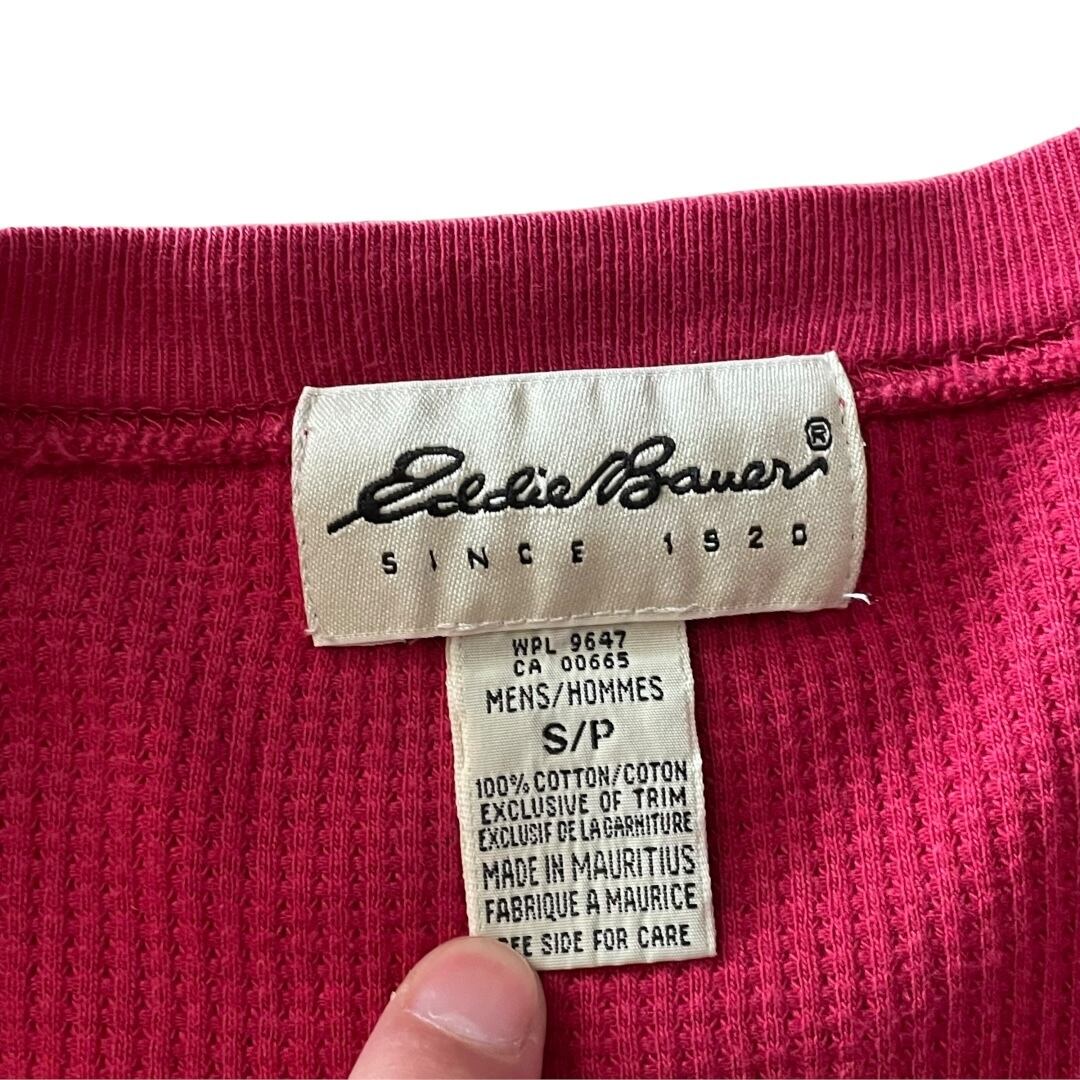 Eddie Bauer®
SINCE 1920
WPL 9647
CA 00665
MENS/HOMMES
S/P
100% COTTON/COTON
EXCLUSIVE OF TRIM
EXCLUSIF DE LA GARNITURE
MADE IN MAURITIUS
FABRIQUE A MAURICE
SIDE FOR CARE